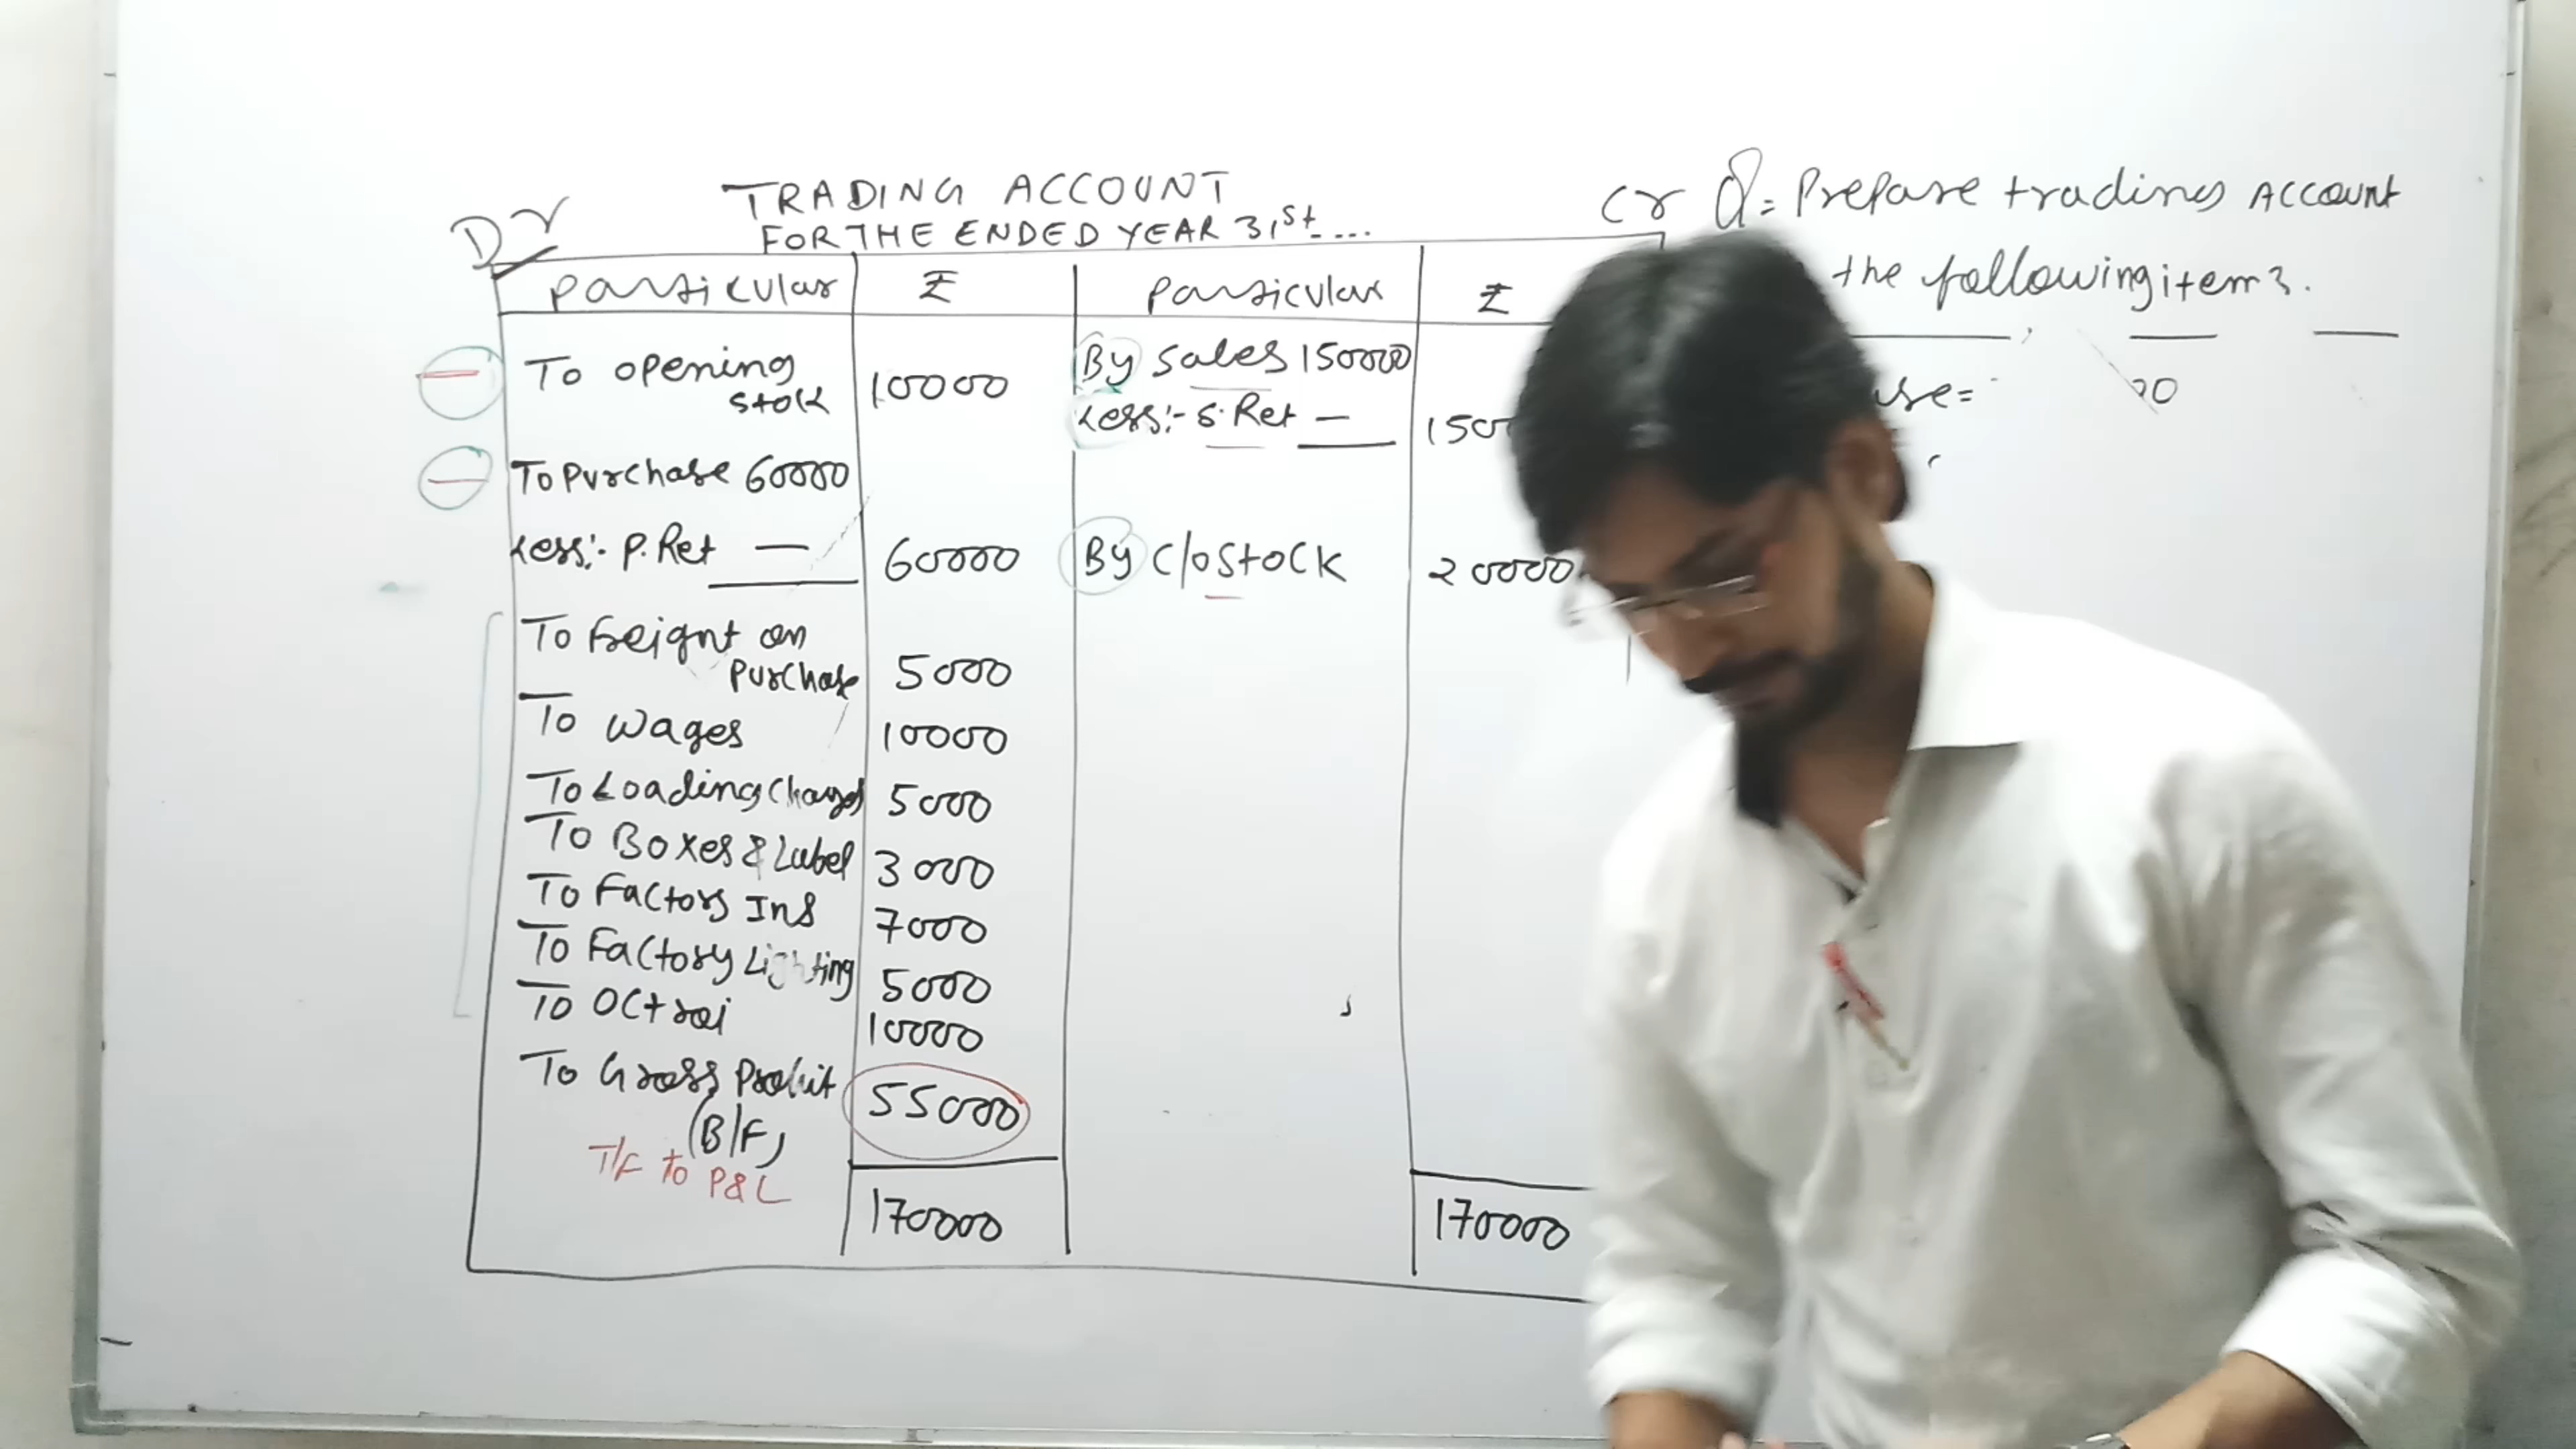 TRADING ACCOUNT
FOR THE ENDED YEAR 31st....
Dr
Cr
Particular ₹ Particular ₹
To opening stock 10000
To Purchase 60000
Less:- P. Ret — 60000
To Freignt on Purchase 5000
To Wages 10000
To Loading Charges 5000
To Boxes & Label 3000
To Factory Ins 7000
To Factory Lighting 5000
To Octroi 10000
To Gross Profit 55000
(B/F)
T/F to P&L
170000
By Sales 150000
Less:- S. Ret — 150
By C/o Stock 20000
170000
Q = Prepare trading Account
the following items.